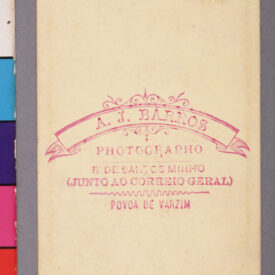 A. J. BARROS
PHOTOGRAPHO
R. DE SANTOS MINHO
(JUNTO AO CORREIO GERAL)
POVOA DE VARZIM